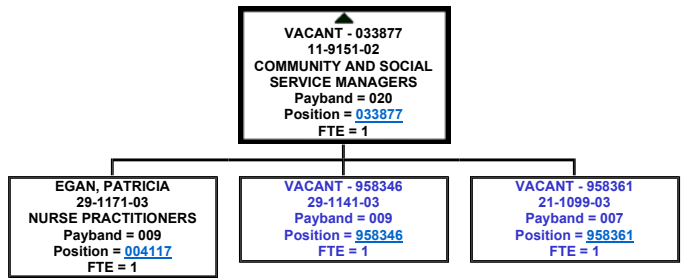 VACANT - 033877
11-9151-02
COMMUNITY AND SOCIAL
SERVICE MANAGERS
Payband = 020
Position = 033877
FTE = 1
EGAN, PATRICIA
29-1171-03
NURSE PRACTITIONERS
Payband = 009
Position = 004117
FTE = 1
VACANT - 958346
29-1141-03
Payband = 009
Position = 958346
FTE = 1
VACANT - 958361
21-1099-03
Payband = 007
Position = 958361
FTE = 1